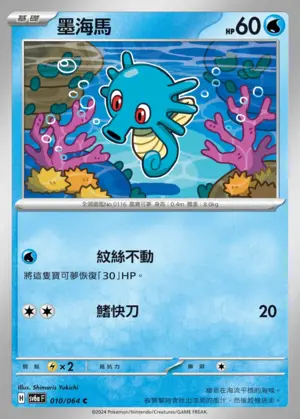 基礎 墨海馬 HP 60
全國圖鑑No.0116 龍寶可夢 身高:0.4m 體重:8.0kg
紋絲不動
將這隻寶可夢恢復「30」HP。
鰭快刀 20
弱點 ×2 抵抗力 撤退
Illus. Shimaris Yukichi
H sv6a F 010/064 C
©2024 Pokémon/Nintendo/Creatures/GAME FREAK.